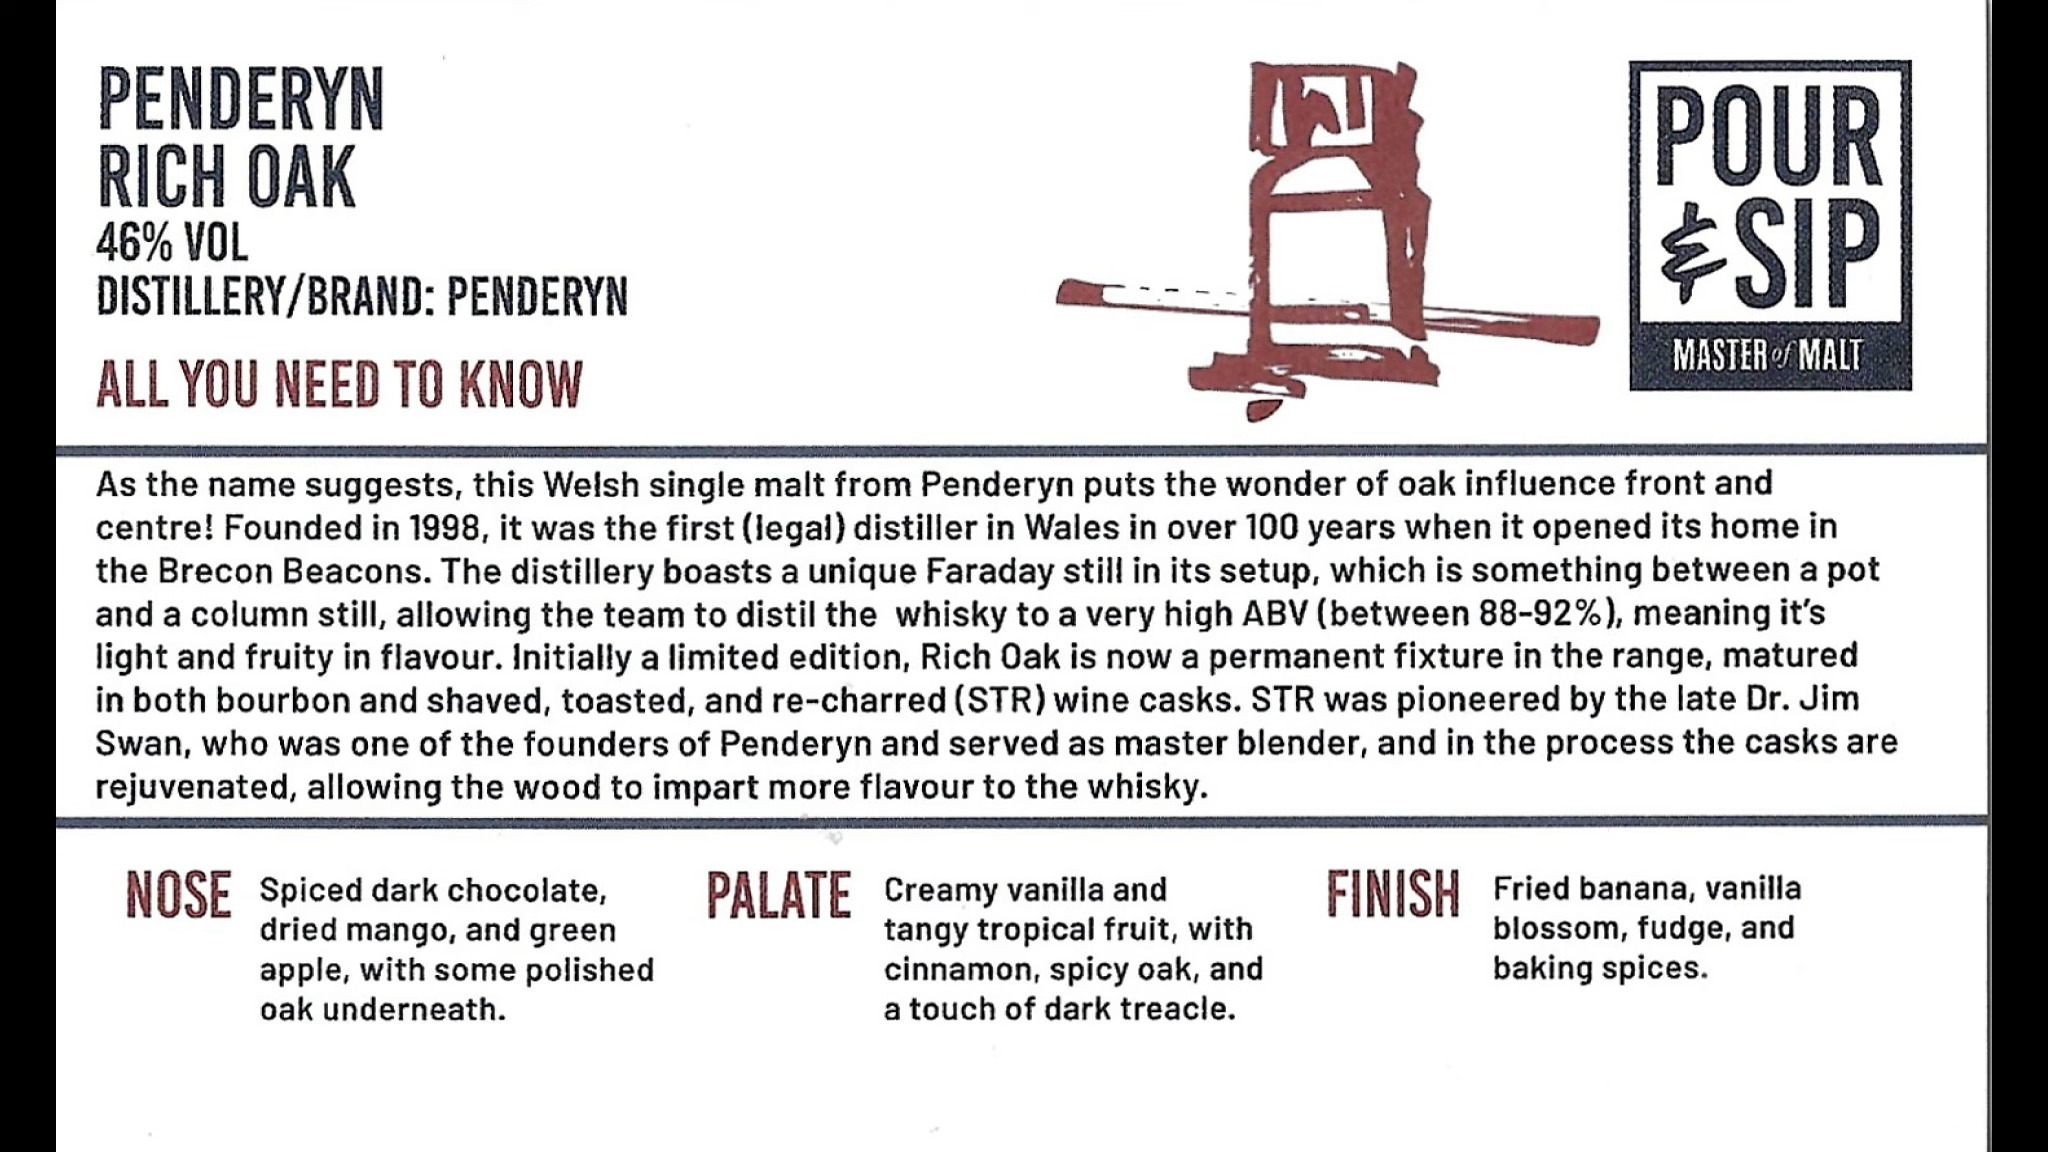 PENDERYN
RICH OAK
46% VOL
DISTILLERY/BRAND: PENDERYN
ALL YOU NEED TO KNOW
POUR
& SIP
MASTER of MALT
As the name suggests, this Welsh single malt from Penderyn puts the wonder of oak influence front and
centre! Founded in 1998, it was the first (legal) distiller in Wales in over 100 years when it opened its home in
the Brecon Beacons. The distillery boasts a unique Faraday still in its setup, which is something between a pot
and a column still, allowing the team to distil the  whisky to a very high ABV (between 88-92%), meaning it's
light and fruity in flavour. Initially a limited edition, Rich Oak is now a permanent fixture in the range, matured
in both bourbon and shaved, toasted, and re-charred (STR) wine casks. STR was pioneered by the late Dr. Jim
Swan, who was one of the founders of Penderyn and served as master blender, and in the process the casks are
rejuvenated, allowing the wood to impart more flavour to the whisky.
NOSE
Spiced dark chocolate,
dried mango, and green
apple, with some polished
oak underneath.
PALATE
Creamy vanilla and
tangy tropical fruit, with
cinnamon, spicy oak, and
a touch of dark treacle.
FINISH
Fried banana, vanilla
blossom, fudge, and
baking spices.